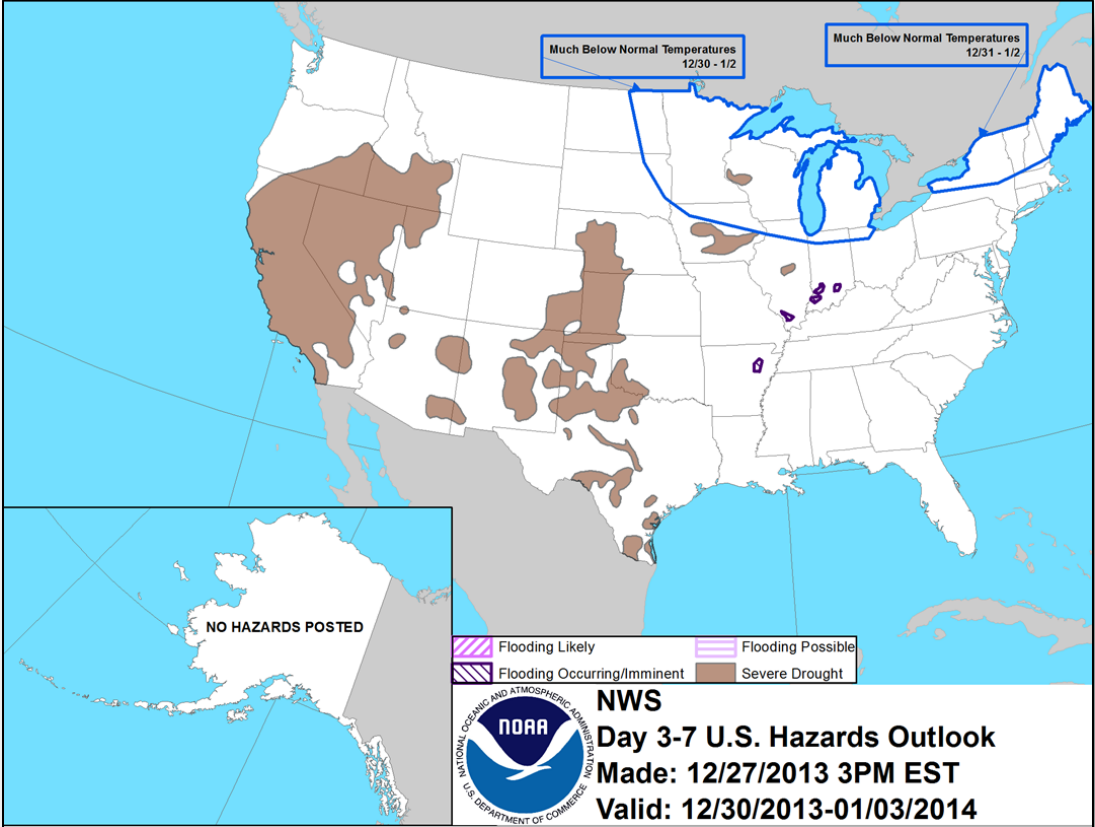 Much Below Normal Temperatures
12/30 - 1/2
Much Below Normal Temperatures
12/31 - 1/2
NO HAZARDS POSTED
Flooding Likely
Flooding Possible
Flooding Occurring/Imminent
Severe Drought
NATIONAL OCEANIC AND ATMOSPHERIC ADMINISTRATION
NOAA
U.S. DEPARTMENT OF COMMERCE
NWS
Day 3-7 U.S. Hazards Outlook
Made: 12/27/2013 3PM EST
Valid: 12/30/2013-01/03/2014